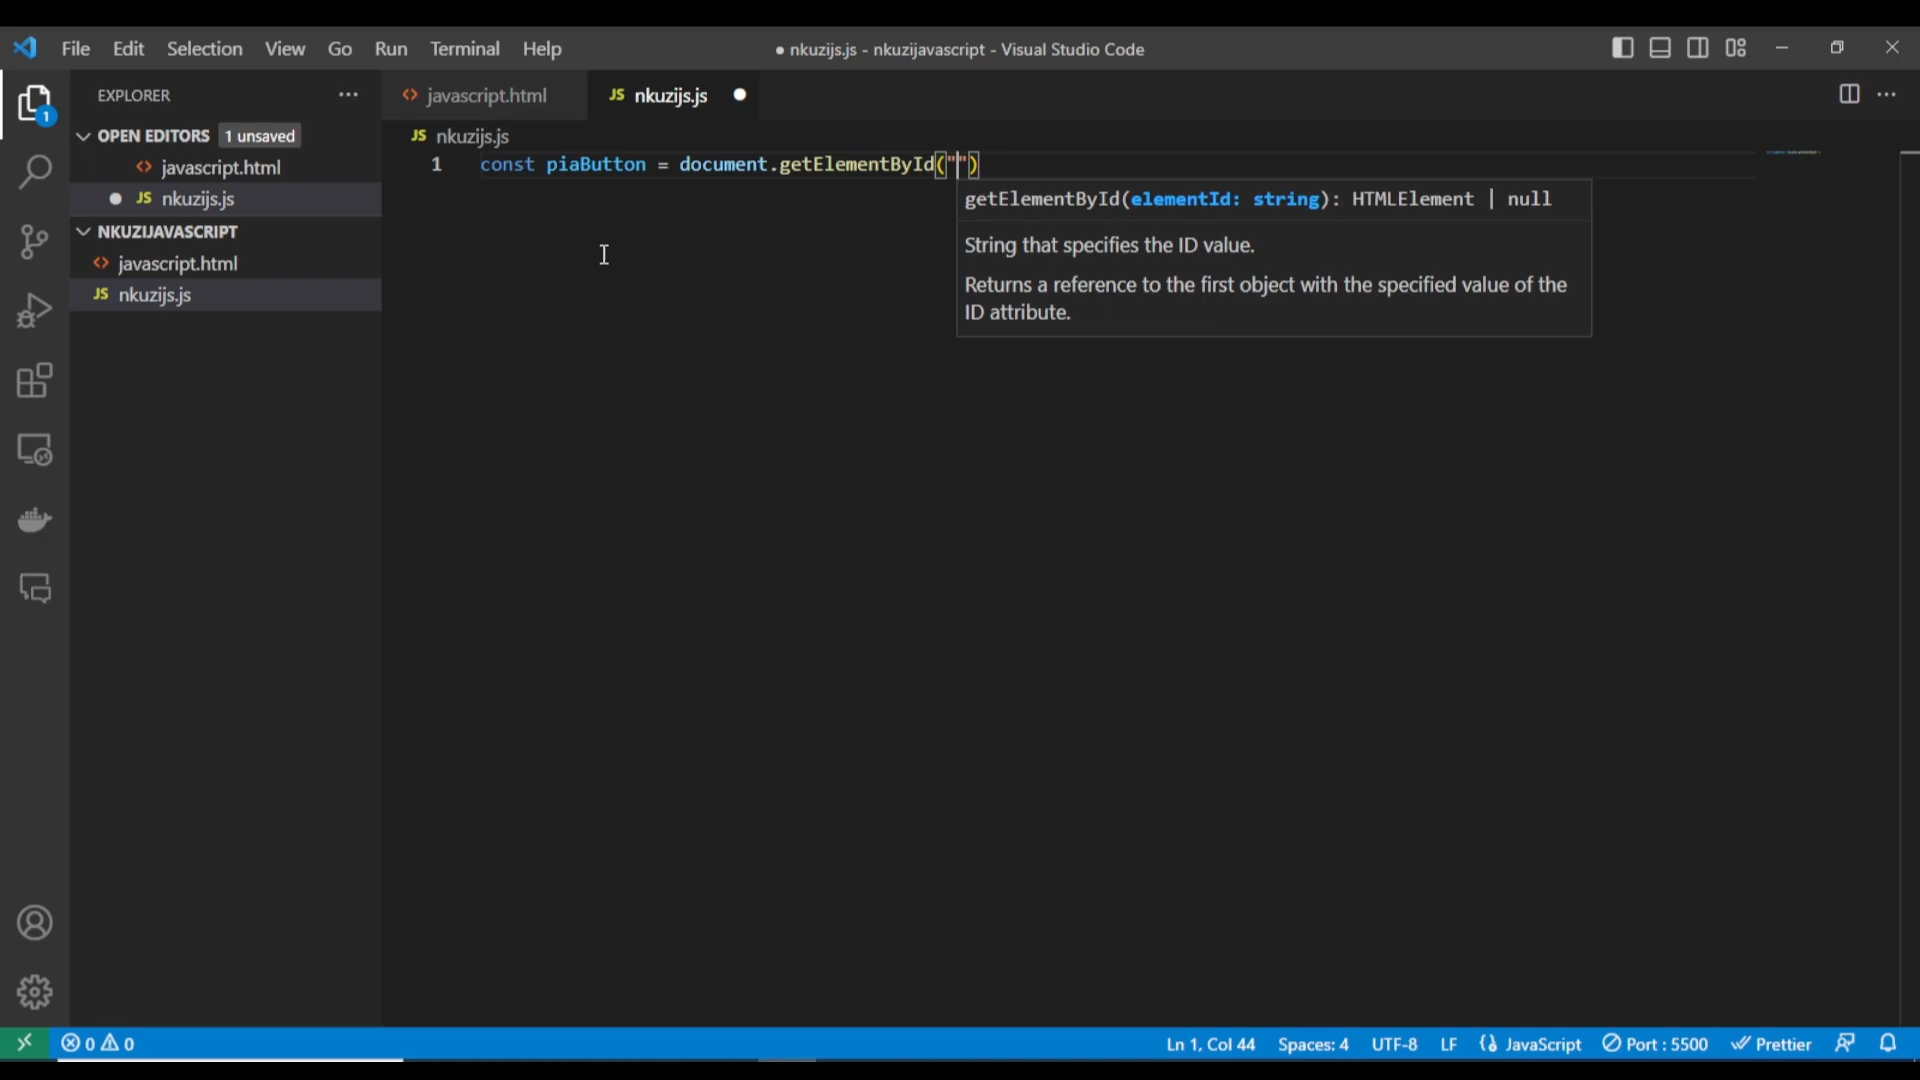 File Edit Selection View Go Run Terminal Help
● nkuzijs.js - nkuzijavascript - Visual Studio Code
1
EXPLORER
OPEN EDITORS 1 unsaved
javascript.html
JS nkuzijs.js
NKUZIJAVASCRIPT
javascript.html
JS nkuzijs.js
javascript.html
JS nkuzijs.js
JS nkuzijs.js
1 const piaButton = document.getElementById("")
getElementById(elementId: string): HTMLElement | null
String that specifies the ID value.
Returns a reference to the first object with the specified value of the
ID attribute.
0 0
Ln 1, Col 44 Spaces: 4 UTF-8 LF JavaScript Port : 5500 Prettier